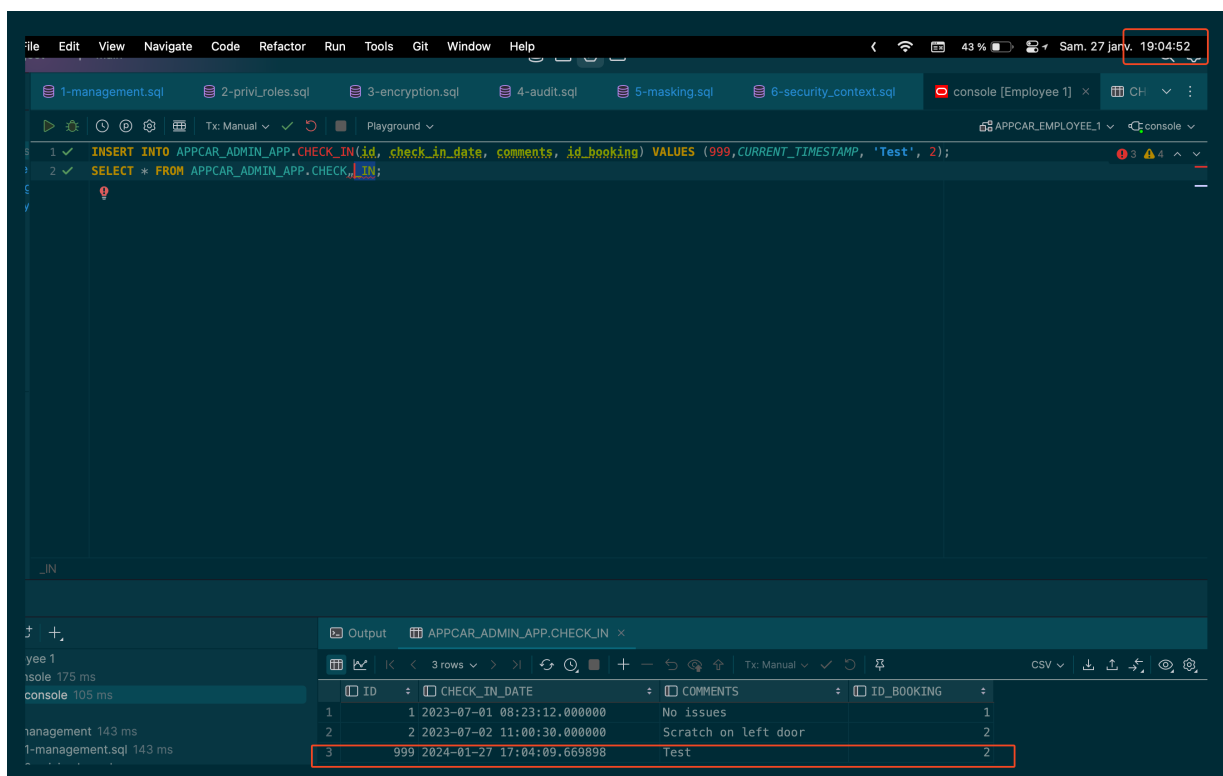 File Edit View Navigate Code Refactor Run Tools Git Window Help 43 % Sam. 27 janv. 19:04:52
1-management.sql 2-privi_roles.sql 3-encryption.sql 4-audit.sql 5-masking.sql 6-security_context.sql console [Employee 1] CH
Tx: Manual Playground APPCAR_EMPLOYEE_1 console
1 INSERT INTO APPCAR_ADMIN_APP.CHECK_IN(id, check_in_date, comments, id_booking) VALUES (999,CURRENT_TIMESTAMP, 'Test', 2); 3 4
2 SELECT * FROM APPCAR_ADMIN_APP.CHECK_IN;
_IN
Output APPCAR_ADMIN_APP.CHECK_IN
yee 1 3 rows Tx: Manual CSV
nsole 175 ms
console 105 ms ID CHECK_IN_DATE COMMENTS ID_BOOKING
1 1 2023-07-01 08:23:12.000000 No issues 1
management 143 ms 2 2 2023-07-02 11:00:30.000000 Scratch on left door 2
1-management.sql 143 ms 3 999 2024-01-27 17:04:09.669898 Test 2